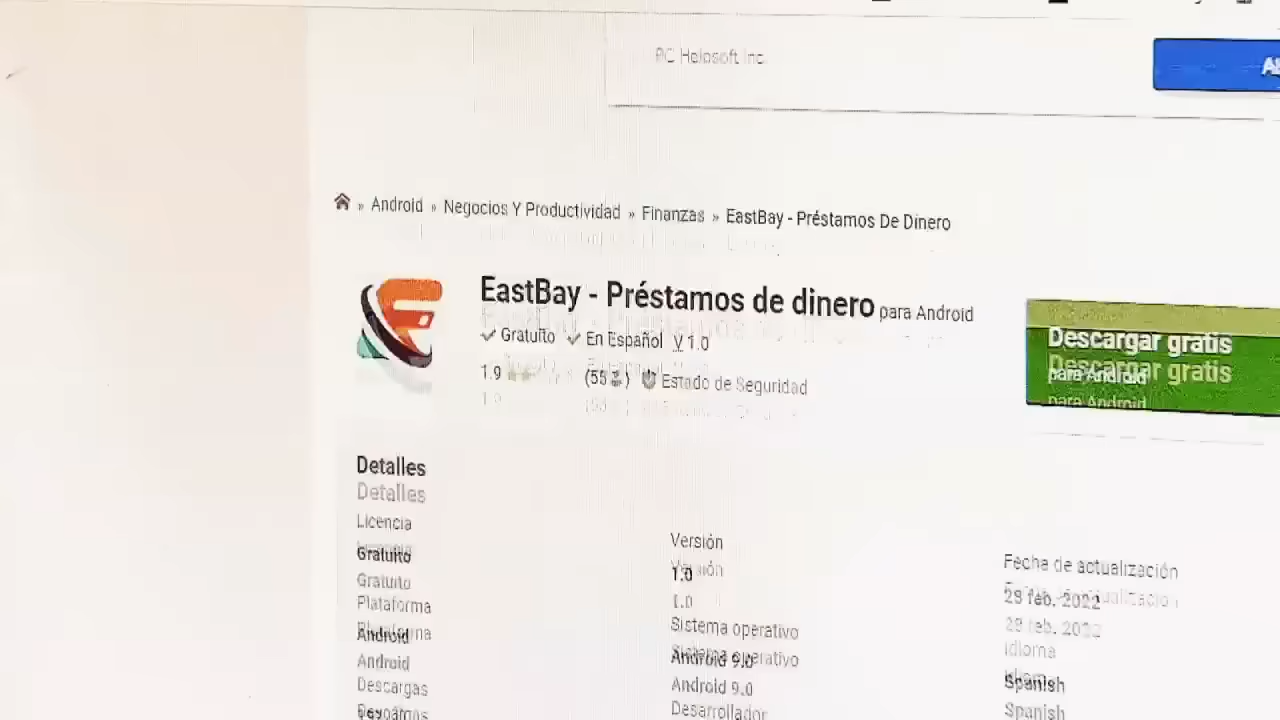 PC Helpsoft Inc.
» Android » Negocios Y Productividad » Finanzas » EastBay - Préstamos De Dinero
EastBay - Préstamos de dinero para Android
Gratuito En Español V 1.0
1.9 (55) Estado de Seguridad
Descargar gratis
para Android
Detalles
Licencia
Gratuito
Plataforma
Android
Descargas
Versión
1.0
Sistema operativo
Android 9.0
Desarrollador
Fecha de actualización
feb. 2022
Idioma
Spanish